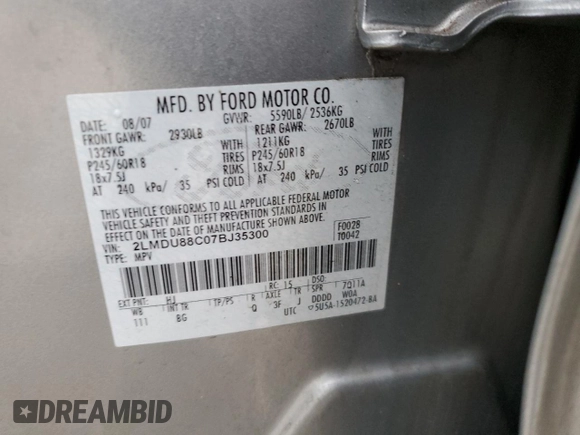 MFD. BY FORD MOTOR CO.
DATE: 08/07 GVWR: 5590LB/ 2536KG
FRONT GAWR: 2930LB REAR GAWR: 2670LB
1329KG WITH 1211KG WITH
P245/60R18 TIRES P245/60R18 TIRES
18x7.5J RIMS 18x7.5J RIMS
AT 240 kPa/ 35 PSI COLD AT 240 kPa/ 35 PSI COLD
THIS VEHICLE CONFORMS TO ALL APPLICABLE FEDERAL MOTOR
VEHICLE SAFETY AND THEFT PREVENTION STANDARDS IN
EFFECT ON THE DATE OF MANUFACTURE SHOWN ABOVE.
VIN: 2LMDU88C07BJ35300 F0028
TYPE: MPV T0042
RC: 15 DSO:
EXT PNT: HJ 7011A
WB INT TR TP/PS R AXLE TR SPR WOA
111 BG Q 3F J DDDD
UTC 5U5A-1520472-BA
DREAMBID